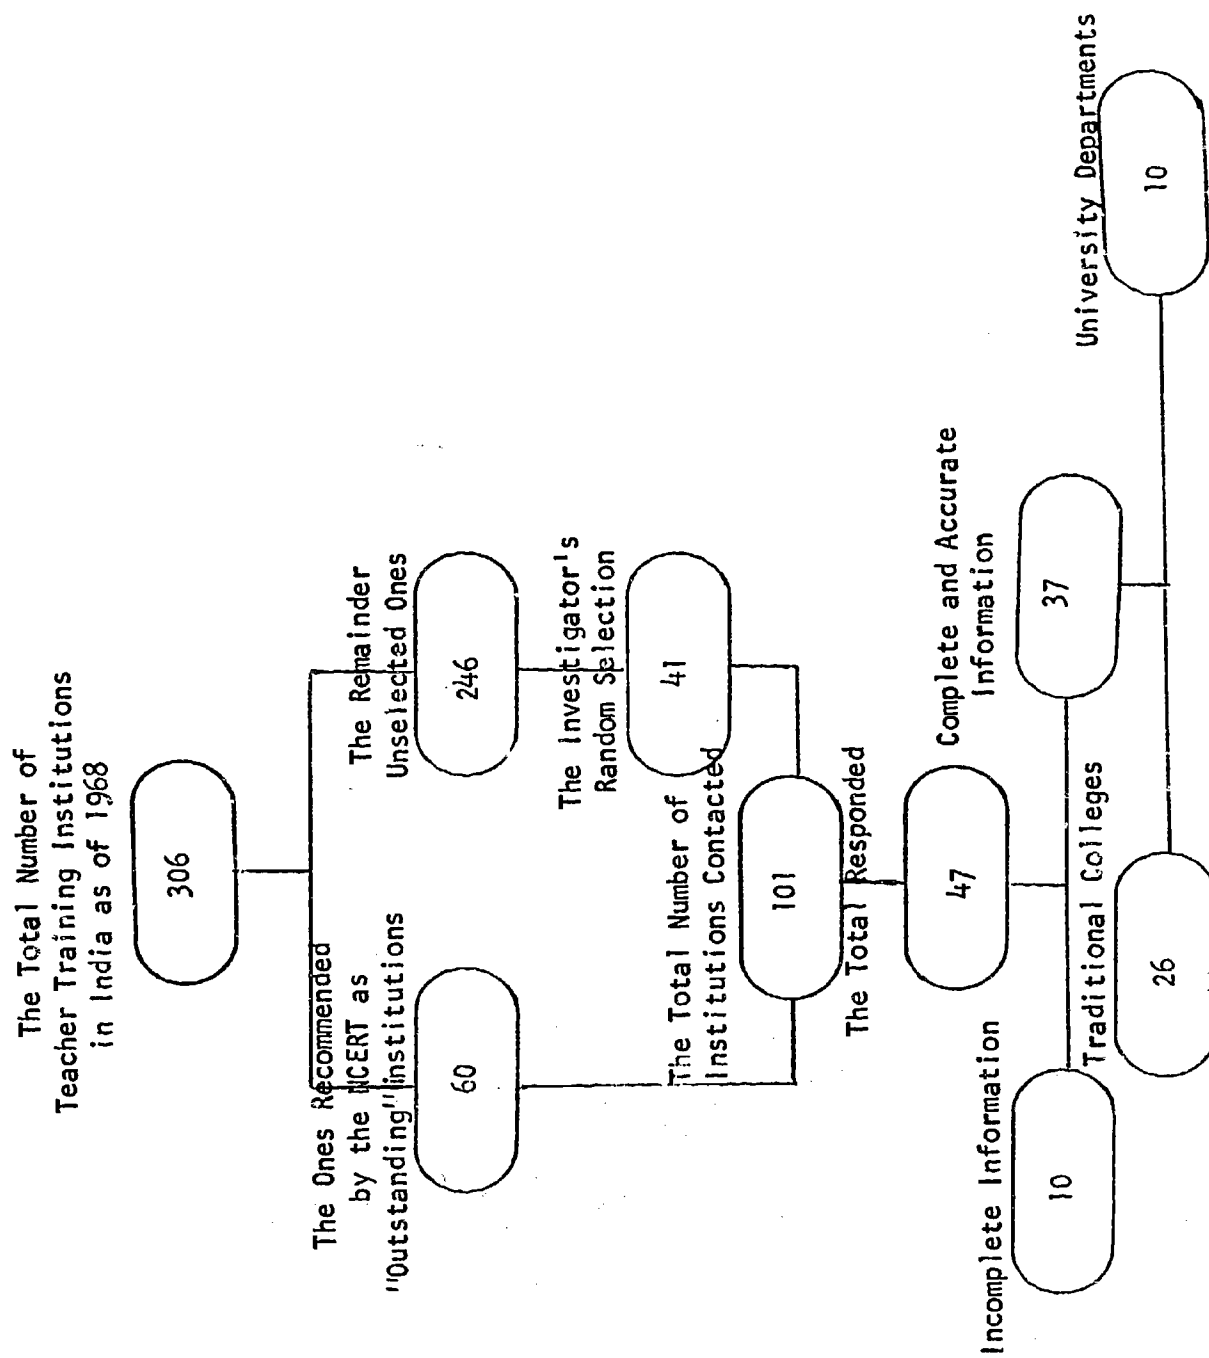 The Total Number of
Teacher Training Institutions
in India as of 1968
306
The Ones Recommended
by the NCERT as
"Outstanding"institutions
60
The Remainder
Unselected Ones
246
The Investigator's
Random Selection
41
The Total Number of
Institutions Contacted
101
The Total Responded
47
Incomplete Information
10
Complete and Accurate
Information
37
Traditional Colleges
26
University Departments
10